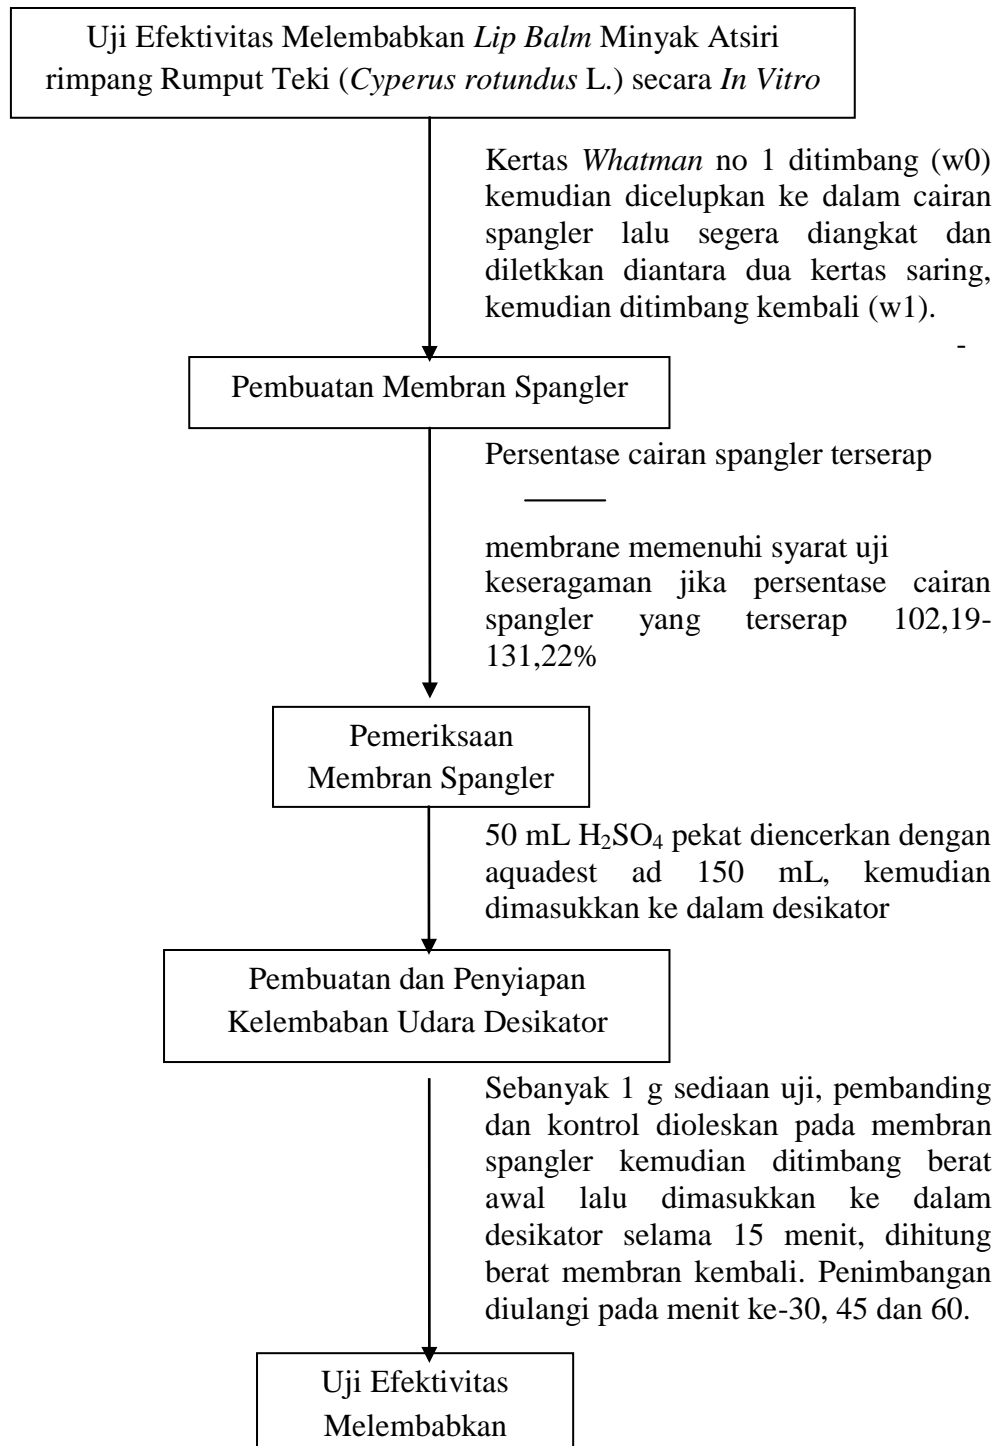 Uji Efektivitas Melembabkan Lip Balm Minyak Atsiri
rimpang Rumput Teki (Cyperus rotundus L.) secara In Vitro
Kertas Whatman no 1 ditimbang (w0)
kemudian dicelupkan ke dalam cairan
spangler lalu segera diangkat dan
diletkkan diantara dua kertas saring,
kemudian ditimbang kembali (w1).
-
Pembuatan Membran Spangler
Persentase cairan spangler terserap
membrane memenuhi syarat uji
keseragaman jika persentase cairan
spangler yang terserap 102,19-
131,22%
Pemeriksaan
Membran Spangler
50 mL H₂SO₄ pekat diencerkan dengan
aquadest ad 150 mL, kemudian
dimasukkan ke dalam desikator
Pembuatan dan Penyiapan
Kelembaban Udara Desikator
Sebanyak 1 g sediaan uji, pembanding
dan kontrol dioleskan pada membran
spangler kemudian ditimbang berat
awal lalu dimasukkan ke dalam
desikator selama 15 menit, dihitung
berat membran kembali. Penimbangan
diulangi pada menit ke-30, 45 dan 60.
Uji Efektivitas
Melembabkan